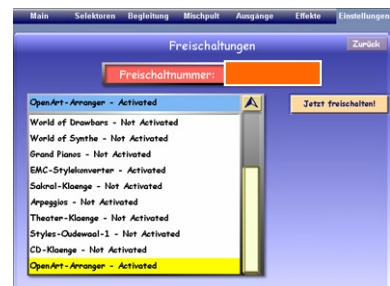 Main Selektoren Begleitung Mischpult Ausgänge Effekte Einstellungen
Freischaltungen
Zurück
Freischaltnummer:
OpenArt-Arranger - Activated
Jetzt freischalten!
World of Drawbars - Not Activated
World of Synthe - Not Activated
Grand Pianos - Not Activated
EMC-Stylekonverter - Activated
Sakral-Klaenge - Not Activated
Arpeggios - Not Activated
Theater-Klaenge - Not Activated
Styles-Oudewaal-1 - Not Activated
CD-Klaenge - Not Activated
OpenArt-Arranger - Activated